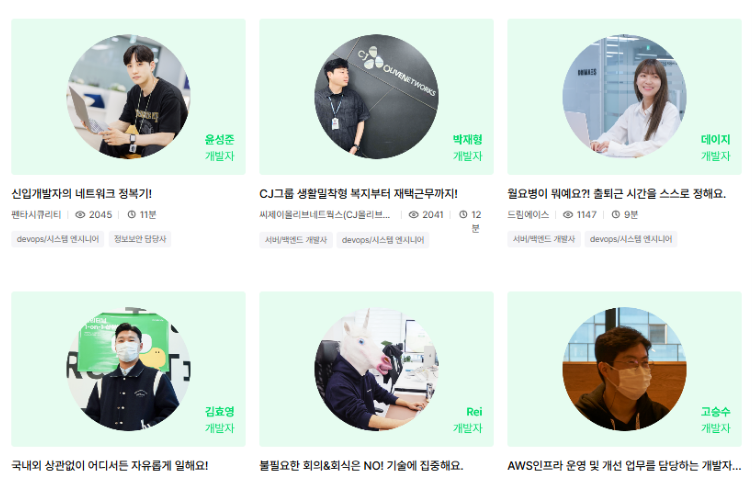 CJ OLIVENETWORKS
윤성준
개발자
박재형
개발자
데이지
개발자
신입개발자의 네트워크 정복기!
CJ그룹 생활밀착형 복지부터 재택근무까지!
월요병이 뭐예요?! 출퇴근 시간을 스스로 정해요.
펜타시큐리티 2045 11분
씨제이올리브네트웍스(CJ올리브... 2041 12분
드림에이스 1147 9분
devops/시스템 엔지니어 정보보안 담당자
서버/백엔드 개발자 devops/시스템 엔지니어
서버/백엔드 개발자 devops/시스템 엔지니어
김효영
개발자
Rei
개발자
고승수
개발자
국내외 상관없이 어디서든 자유롭게 일해요!
불필요한 회의&회식은 NO! 기술에 집중해요.
AWS인프라 운영 및 개선 업무를 담당하는 개발자...